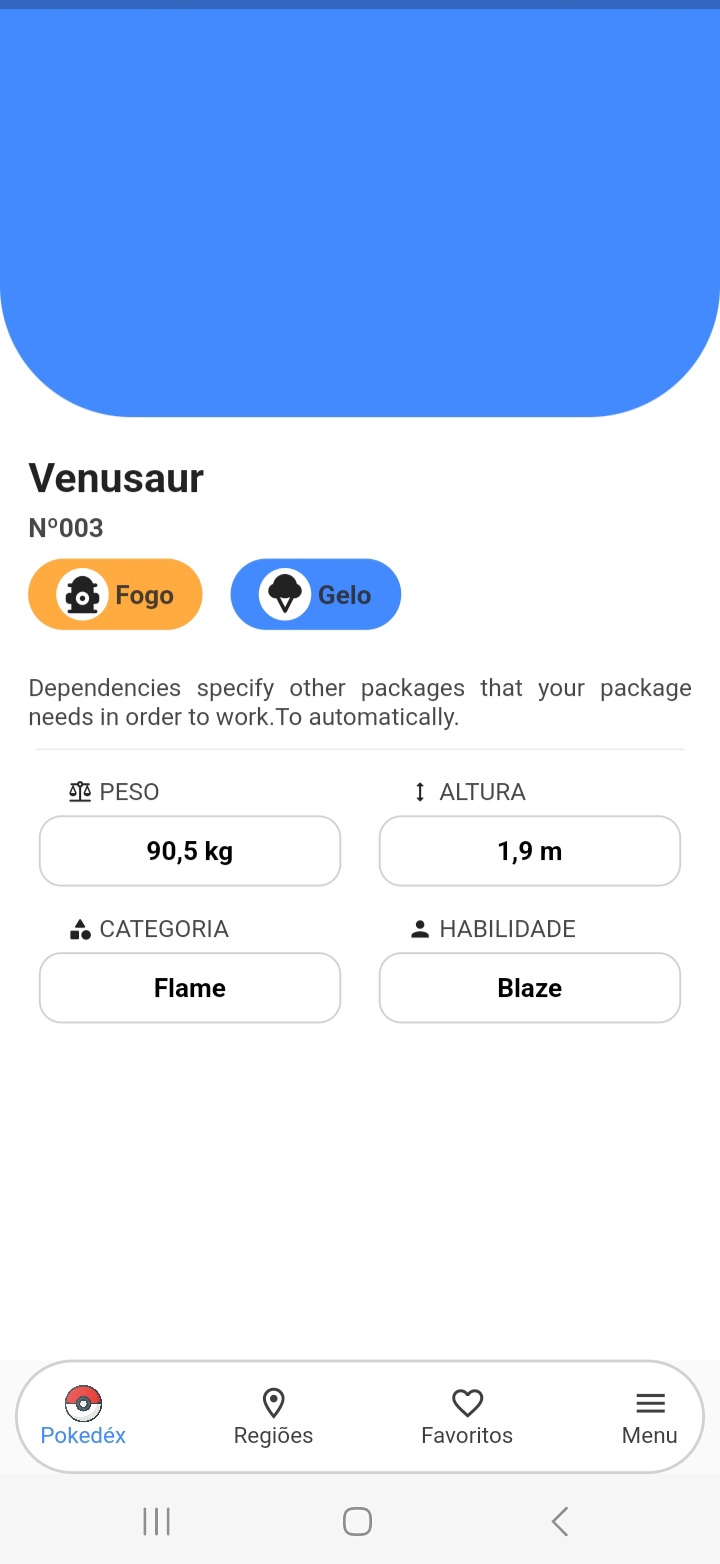 Venusaur
Nº003
Fogo
Gelo
Dependencies specify other packages that your package
needs in order to work.To automatically.
PESO
ALTURA
90,5 kg
1,9 m
CATEGORIA
HABILIDADE
Flame
Blaze
Pokedéx
Regiões
Favoritos
Menu